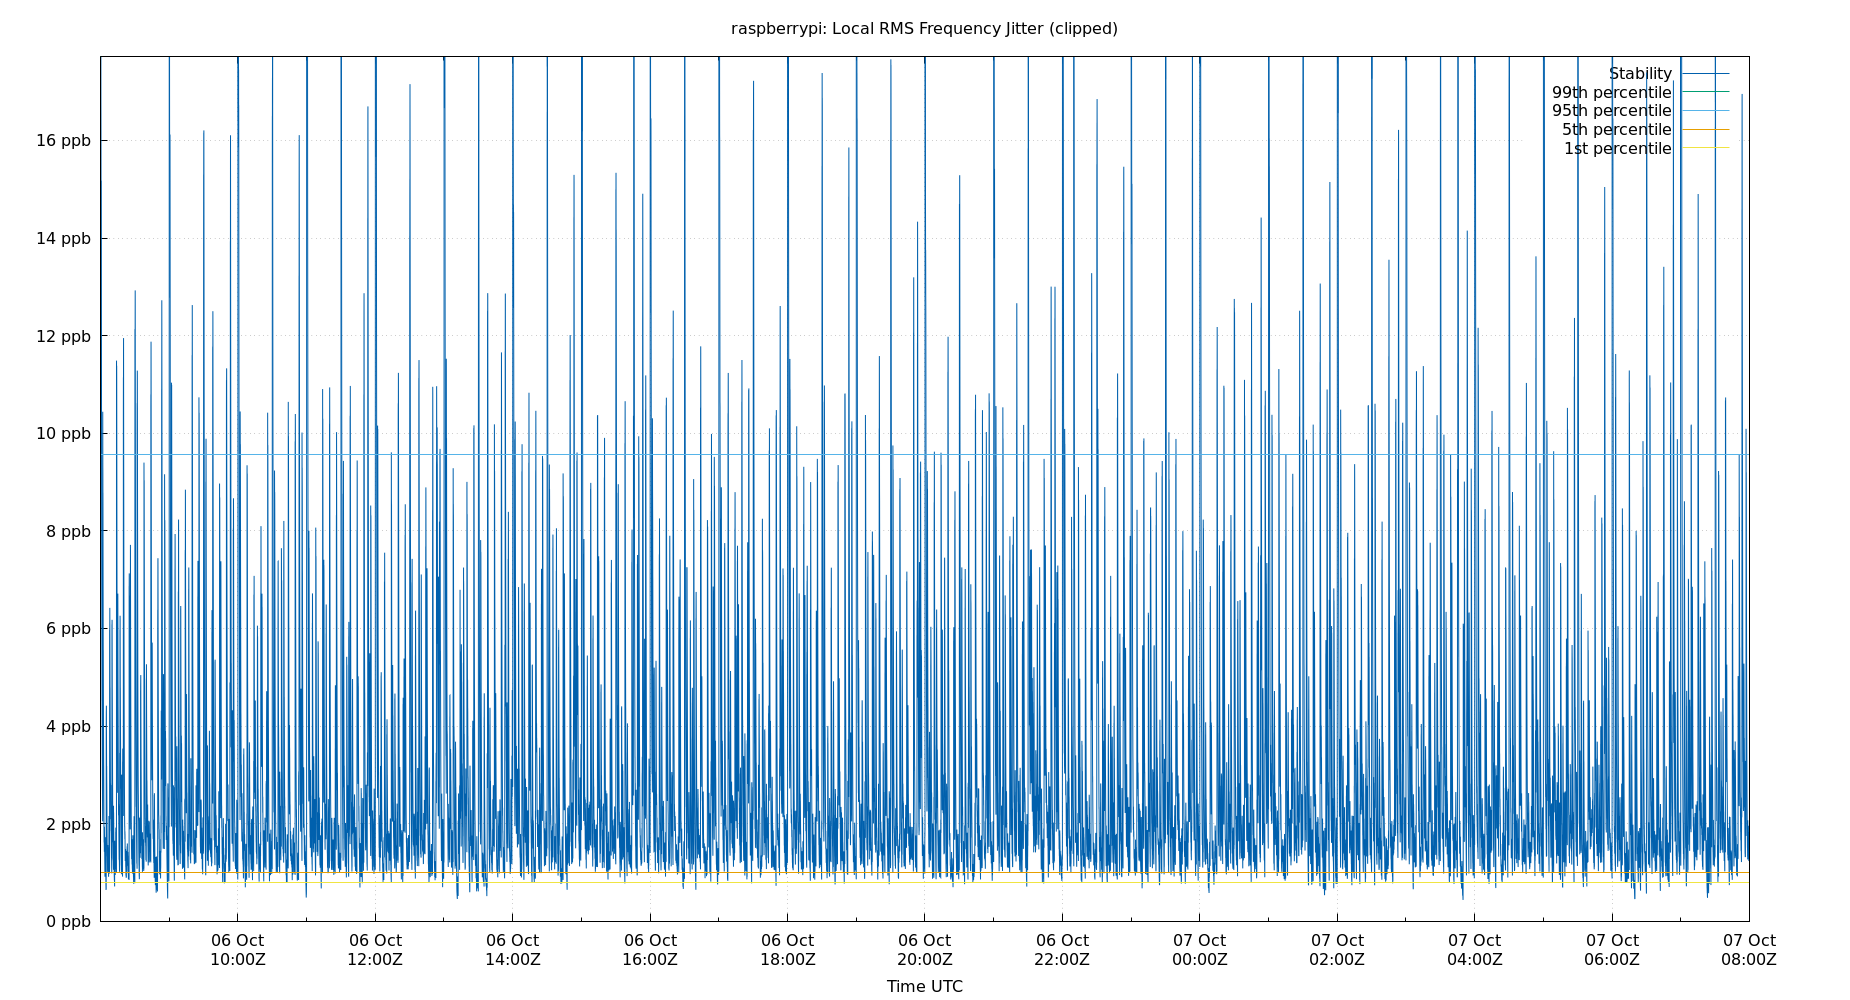 raspberrypi: Local RMS Frequency Jitter (clipped)
Stability
99th percentile
95th percentile
5th percentile
1st percentile
16 ppb
14 ppb
12 ppb
10 ppb
8 ppb
6 ppb
4 ppb
2 ppb
0 ppb
06 Oct 06 Oct 06 Oct 06 Oct 06 Oct 06 Oct 06 Oct 07 Oct 07 Oct 07 Oct 07 Oct 07 Oct
10:00Z 12:00Z 14:00Z 16:00Z 18:00Z 20:00Z 22:00Z 00:00Z 02:00Z 04:00Z 06:00Z 08:00Z
Time UTC